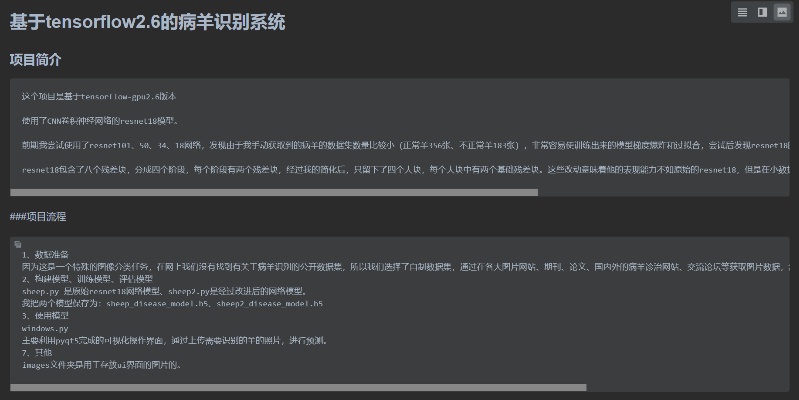 基于tensorflow2.6的病羊识别系统
项目简介
这个项目是基于tensorflow-gpu2.6版本
使用了CNN卷积神经网络的resnet18模型。
前期我尝试使用了resnet101、50、34、18网络，发现由于我手动获取到的病羊的数据集数量比较小（正常羊356张、不正常羊183张），非常容易使训练出来的模型梯度爆炸和过拟合，尝试后发现resnet18
resnet18包含了八个残差块，分成四个阶段，每个阶段有两个残差块，经过我的简化后，只留下了四个大块，每个大块中有两个基础残差块。这些改动意味着他的表现能力不如原始的resnet18，但是在小数
###项目流程
1、数据准备
因为这是一个特殊的图像分类任务，在网上我们没有找到有关于病羊识别的公开数据集，所以我们选择了自制数据集，通过在各大图片网站、期刊、论文、国内外的病羊诊治网站、交流论坛等获取图片数据，
2、构建模型、训练模型、评估模型
sheep.py 是原始resnet18网络模型、sheep2.py是经过改进后的网络模型。
我把两个模型保存为：sheep_disease_model.h5、sheep2_disease_model.h5
3、使用模型
windows.py
主要利用pyqt5完成的可视化操作界面，通过上传需要识别的羊的照片，进行预测。
7、其他
images文件夹是用于存放ui界面的图片的。